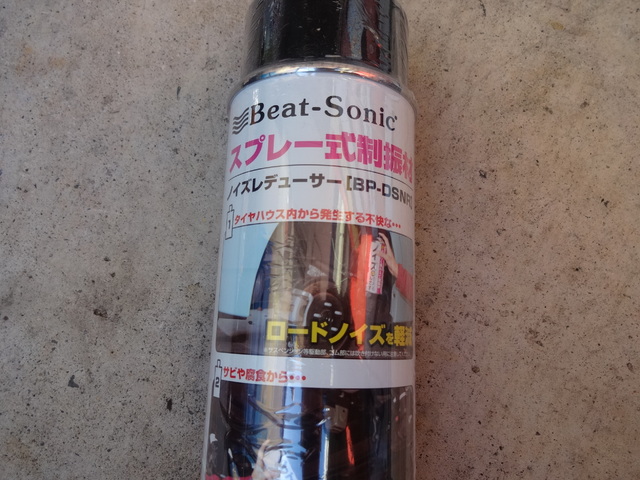 Beat-Sonic
スプレー式制振材
ノイズレデューサー[BP-DSNR]
1
タイヤハウス内から発生する不快な…
ロードノイズを軽減
2
サビや腐食から…